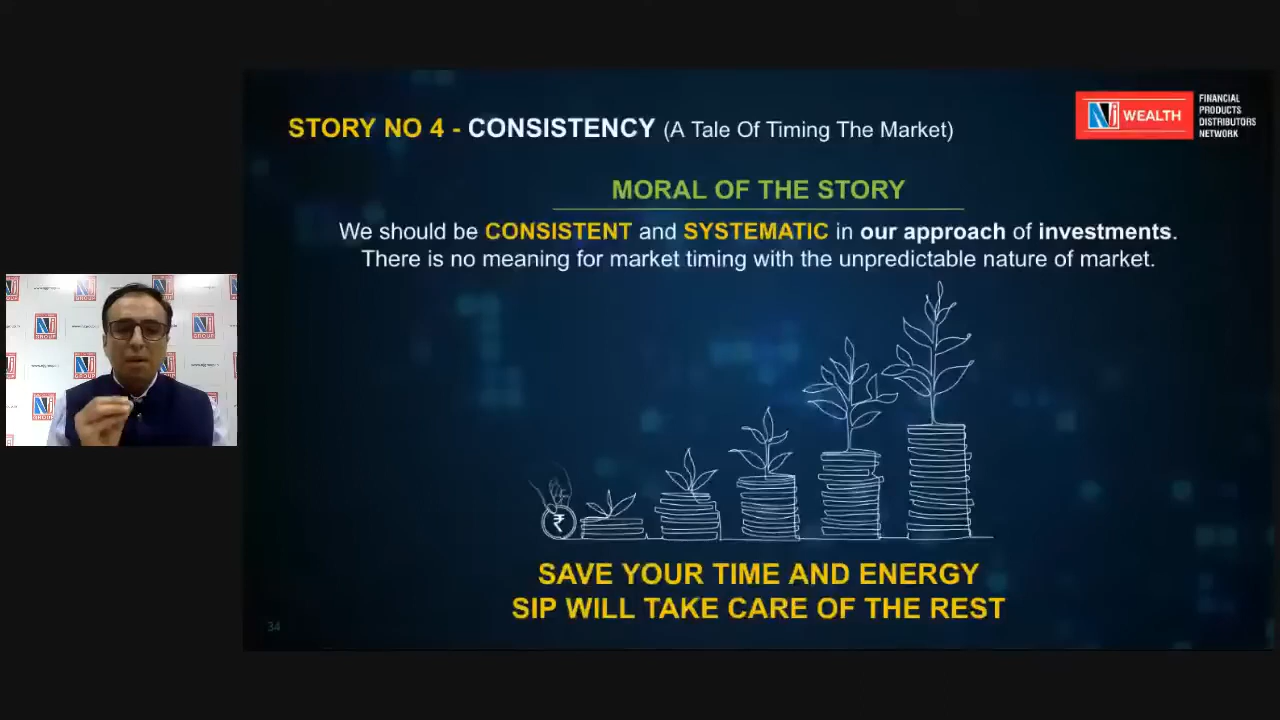 STORY NO 4 - CONSISTENCY (A Tale Of Timing The Market)
NJ WEALTH
FINANCIAL
PRODUCTS
DISTRIBUTORS
NETWORK
MORAL OF THE STORY
We should be CONSISTENT and SYSTEMATIC in our approach of investments.
There is no meaning for market timing with the unpredictable nature of market.
₹
SAVE YOUR TIME AND ENERGY
SIP WILL TAKE CARE OF THE REST
34
NJ
GROUP